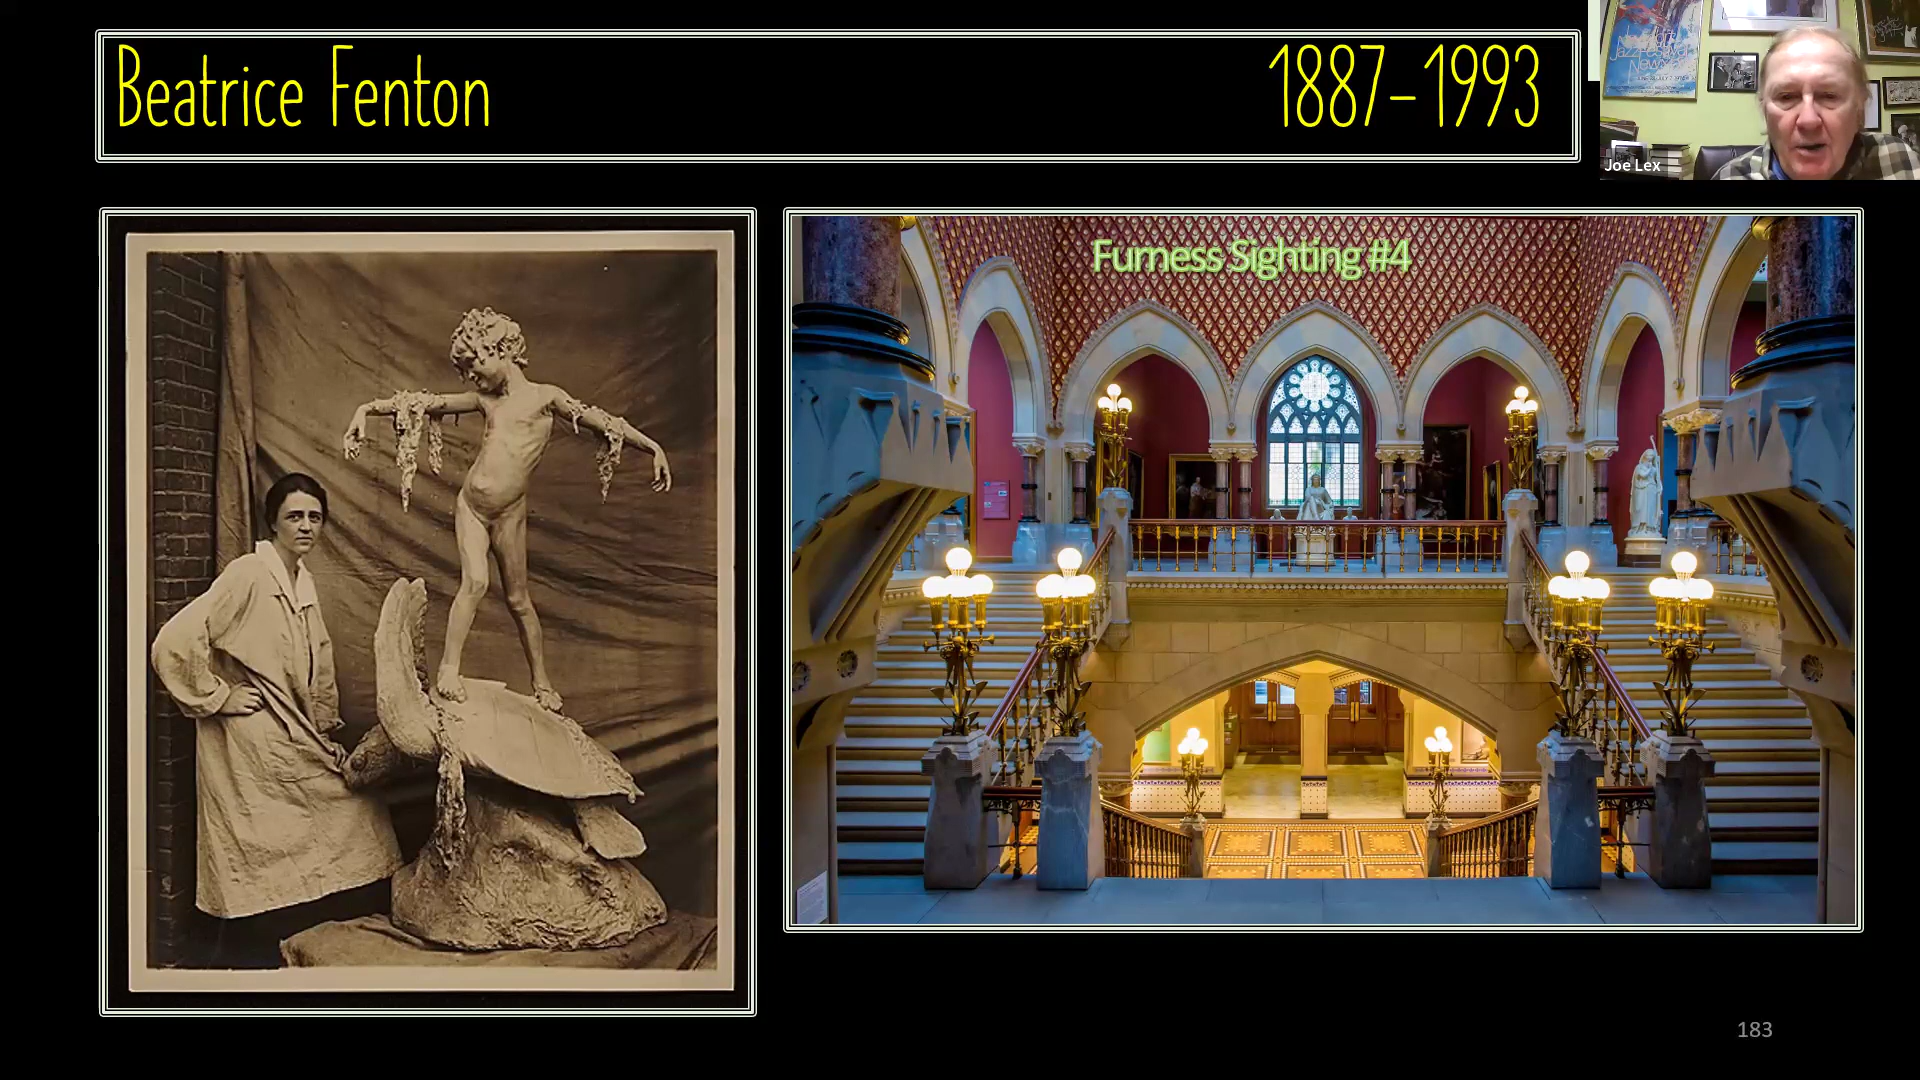 Beatrice Fenton
1887-1993
Joe Lex
Furness Sighting #4
183